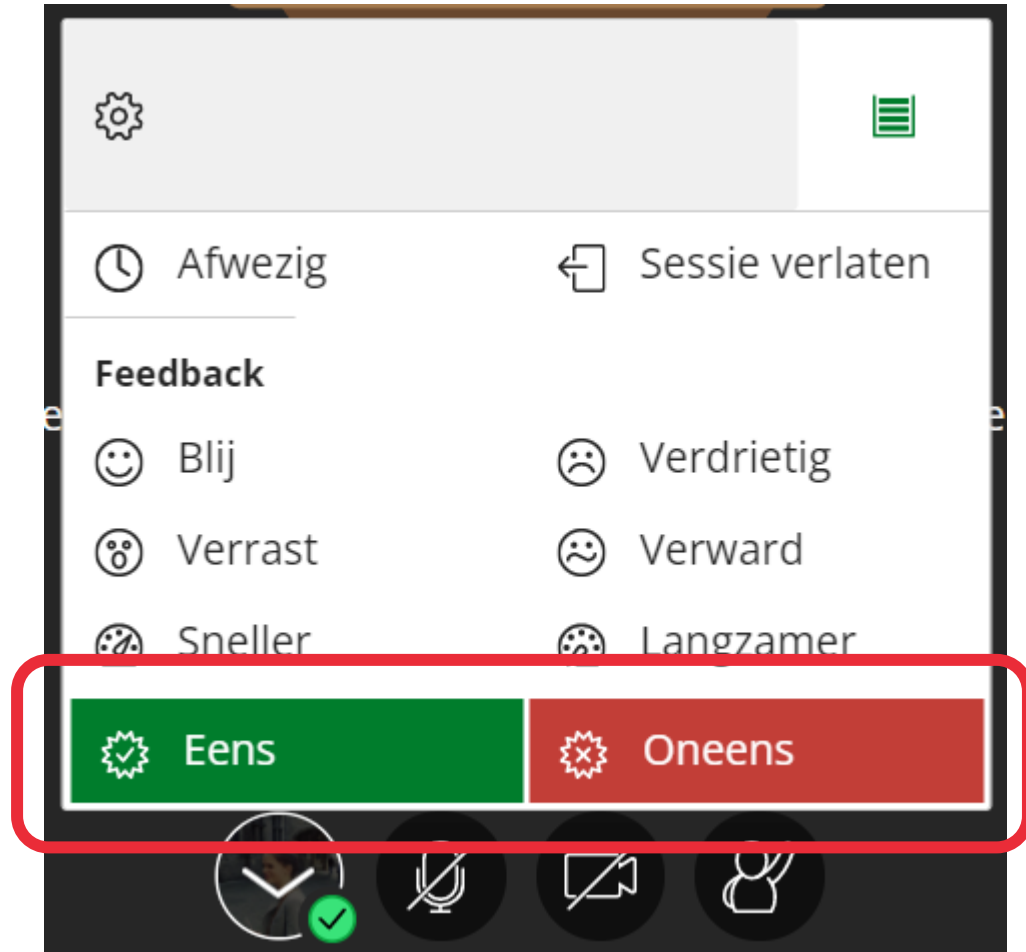 Afwezig Sessie verlaten
Feedback
e e
Blij Verdrietig
Verrast Verward
Sneller Langzamer
Eens Oneens